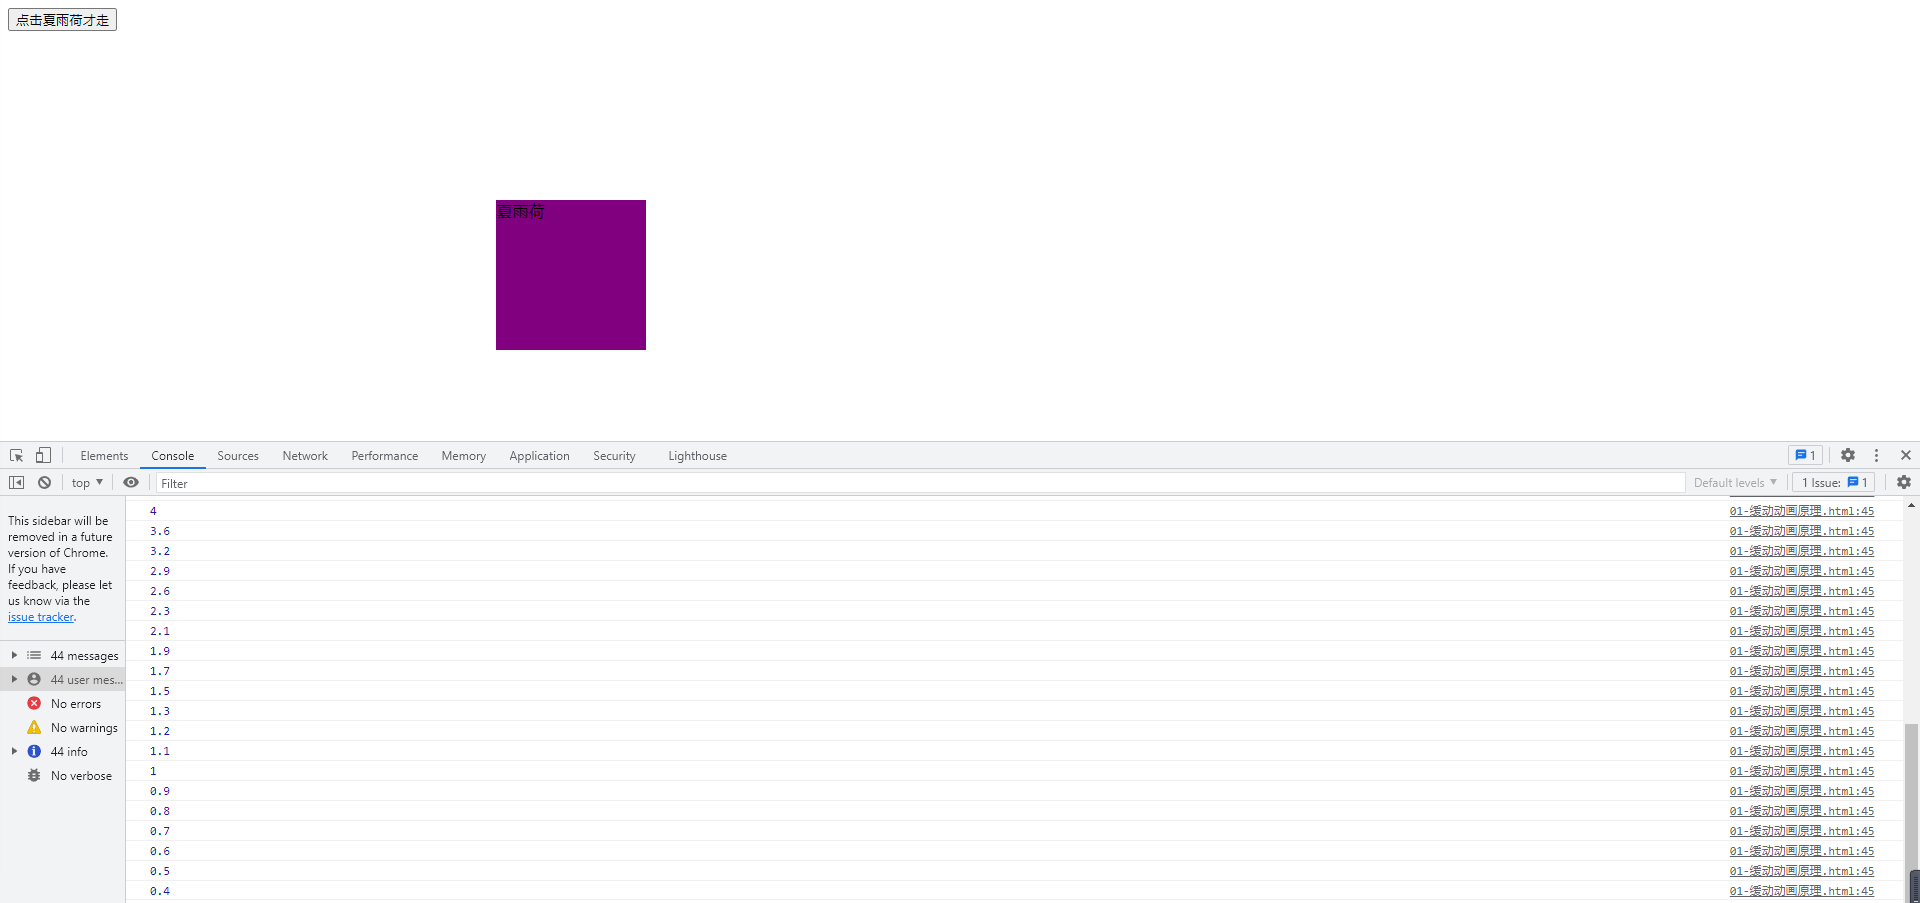 点击夏雨荷才走
夏雨荷
Elements Console Sources Network Performance Memory Application Security Lighthouse 1
top Filter Default levels 1 Issue: 1
This sidebar will be
removed in a future
version of Chrome.
If you have
feedback, please let
us know via the
issue tracker.
44 messages
44 user mes...
No errors
No warnings
44 info
No verbose
4 01-缓动动画原理.html:45
3.6 01-缓动动画原理.html:45
3.2 01-缓动动画原理.html:45
2.9 01-缓动动画原理.html:45
2.6 01-缓动动画原理.html:45
2.3 01-缓动动画原理.html:45
2.1 01-缓动动画原理.html:45
1.9 01-缓动动画原理.html:45
1.7 01-缓动动画原理.html:45
1.5 01-缓动动画原理.html:45
1.3 01-缓动动画原理.html:45
1.2 01-缓动动画原理.html:45
1.1 01-缓动动画原理.html:45
1 01-缓动动画原理.html:45
0.9 01-缓动动画原理.html:45
0.8 01-缓动动画原理.html:45
0.7 01-缓动动画原理.html:45
0.6 01-缓动动画原理.html:45
0.5 01-缓动动画原理.html:45
0.4 01-缓动动画原理.html:45